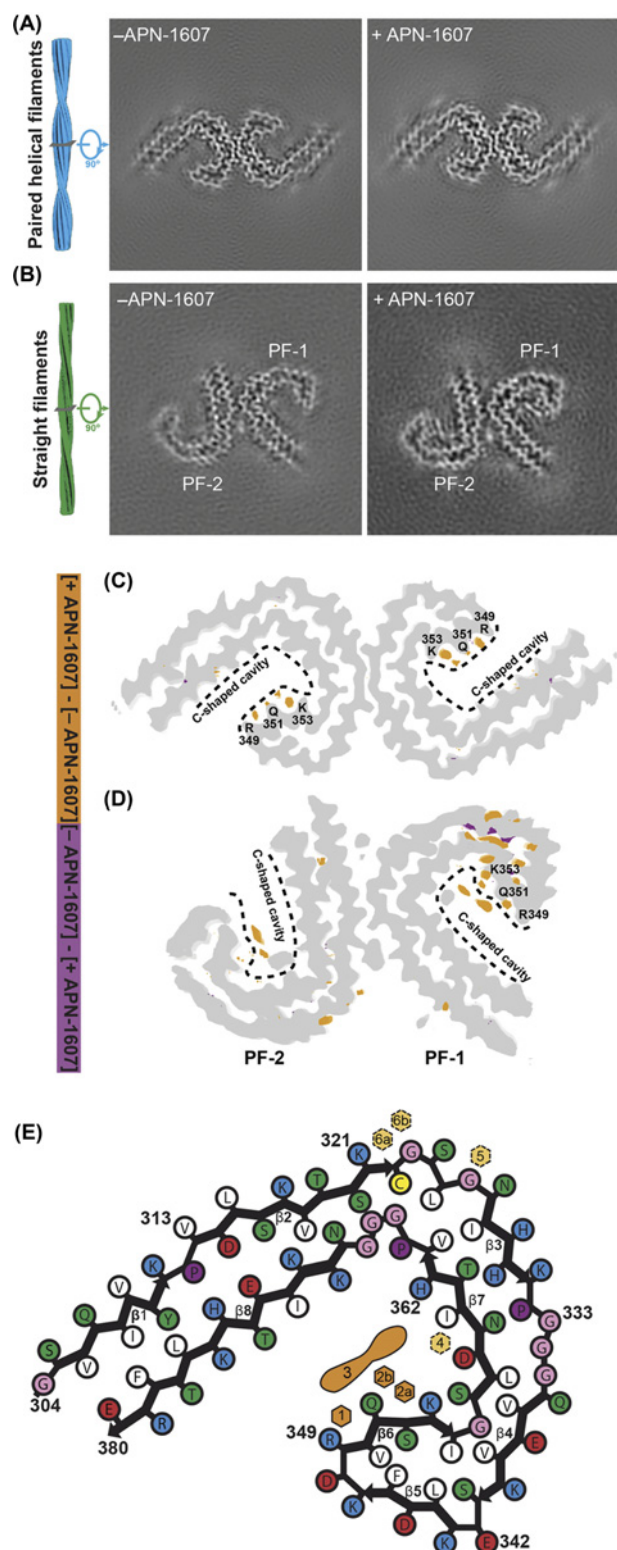 (A)
Paired helical filaments
90°
–APN-1607
+ APN-1607
(B)
Straight filaments
90°
–APN-1607
PF-1
PF-2
+ APN-1607
PF-1
PF-2
[+ APN-1607] - [– APN-1607]
[– APN-1607] - [+ APN-1607]
(C)
C-shaped cavity
R 349
Q 351
K 353
353 K
351 Q
349 R
C-shaped cavity
(D)
C-shaped cavity
K353
Q351
R349
C-shaped cavity
PF-2
PF-1
(E)
6b
6a
321
K
G
S
5
T
C
G
N
K
S
L
L
G
I
H
313
V
β2
V
G
P
V
β3
K
S
N
T
H
K
D
K
H
β7
P
333
P
E
I
362
I
N
G
V
β8
K
4
D
G
Q
β1
Y
H
T
3
L
G
S
I
L
K
2b
S
V
Q
G
V
F
T
Q
2a
K
G
β4
E
304
E
R
1
β6
V
380
349
R
S
I
K
V
F
L
S
D
β5
K
D
K
E
342